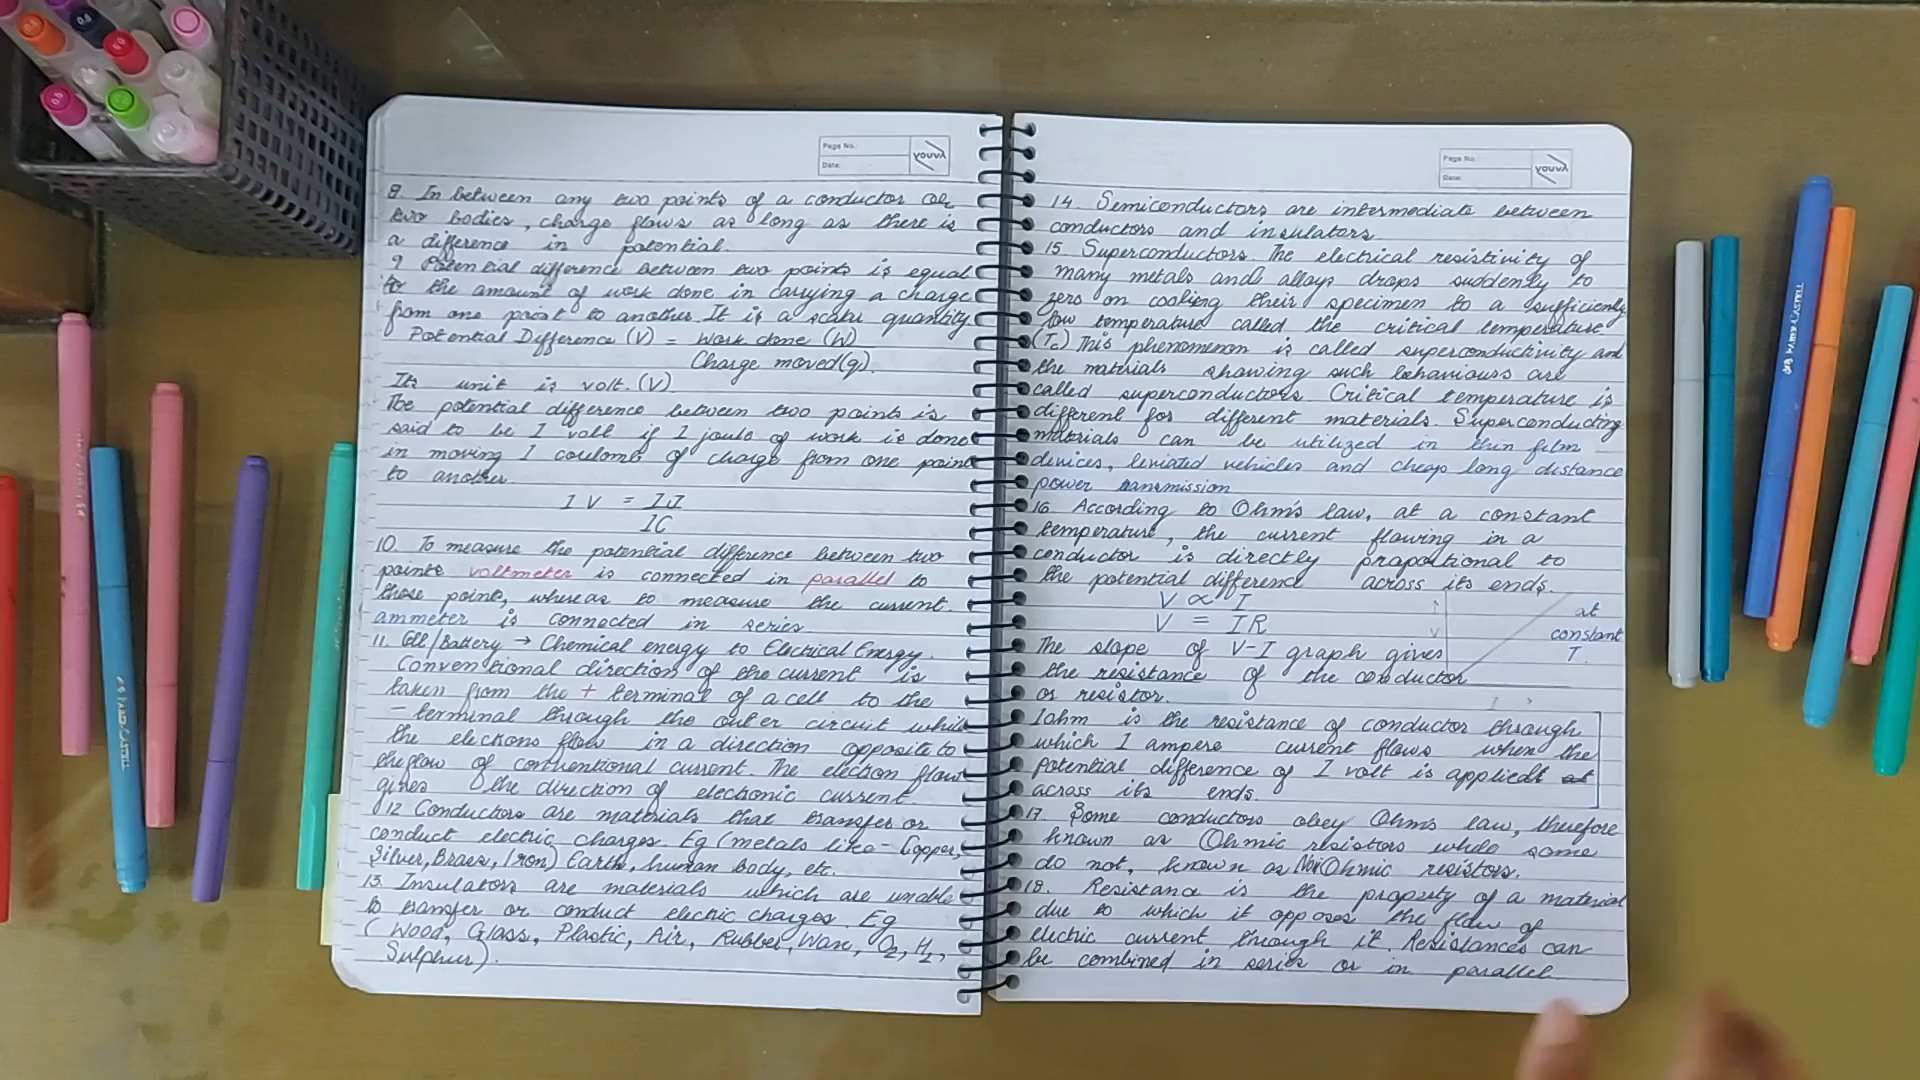 Page No.:
Date:
youva
8. In between any two points of a conductor or
two bodies, charge flows as long as there is
a difference in potential.
9 Potential difference between two points is equal
to the amount of work done in carrying a charge
from one point to another. It is a scalar quantity.
Potential Difference (V) = Work done (W)
Charge moved (q).
Its unit is volt. (V)
The potential difference between two points is
said to be 1 volt if 1 joule of work is done
in moving 1 coulomb of charge from one point
to another.
1 V = 1J
1C
10. To measure the potential difference between two
points voltmeter is connected in parallel to
those point, whereas to measure the current.
ammeter is connected in series.
11. Cell/Battery → Chemical energy to Electrical Energy.
Conventional direction of the current is
taken from the + terminal of a cell to the
- terminal through the outer circuit while
the electrons flow in a direction opposite to
the flow of conventional current. The electron flow
gives the direction of electronic current.
12 Conductors are materials that transfer or
conduct electric charges. Eg (metals like - Copper,
Silver, Brass, Iron) Earth, human body, etc.
13. Insulators are materials which are unable
to transfer or conduct electric charges. Eg
(Wood, Glass, Plastic, Air, Rubber, Wax, O2, H2,
Sulphur).
Page No.:
Date:
youva
14. Semiconductors are intermediate between
conductors and insulators.
15. Superconductors. The electrical resistivity of
many metals and alloys drops suddenly to
zero on cooling their specimen to a sufficiently
low temperature called the critical temperature
(Tc) This phenomenon is called superconductivity and
the materials showing such behaviours are
called superconductors. Critical temperature is
different for different materials. Superconducting
materials can be utilized in thin film
devices, leviated vehicles and cheap long distance
power transmission
16. According to Ohm's law, at a constant
temperature, the current flowing in a
conductor is directly proportional to
the potential difference across its ends.
V ∝ I
V = IR
V
at
constant
T.
The slope of V-I graph gives
the resistance of the conductor
or resistor.
I →
1 ohm is the resistance of conductor through
which 1 ampere current flows when the
potential difference of 1 volt is applied at
across its ends.
17. Some conductors obey Ohm's law, therefore
known as Ohmic resistors while some
do not, known as Non Ohmic resistors.
18. Resistance is the property of a material
due to which it opposes the flow of
electric current through it. Resistances can
be combined in series or in parallel
FABER-CASTELL